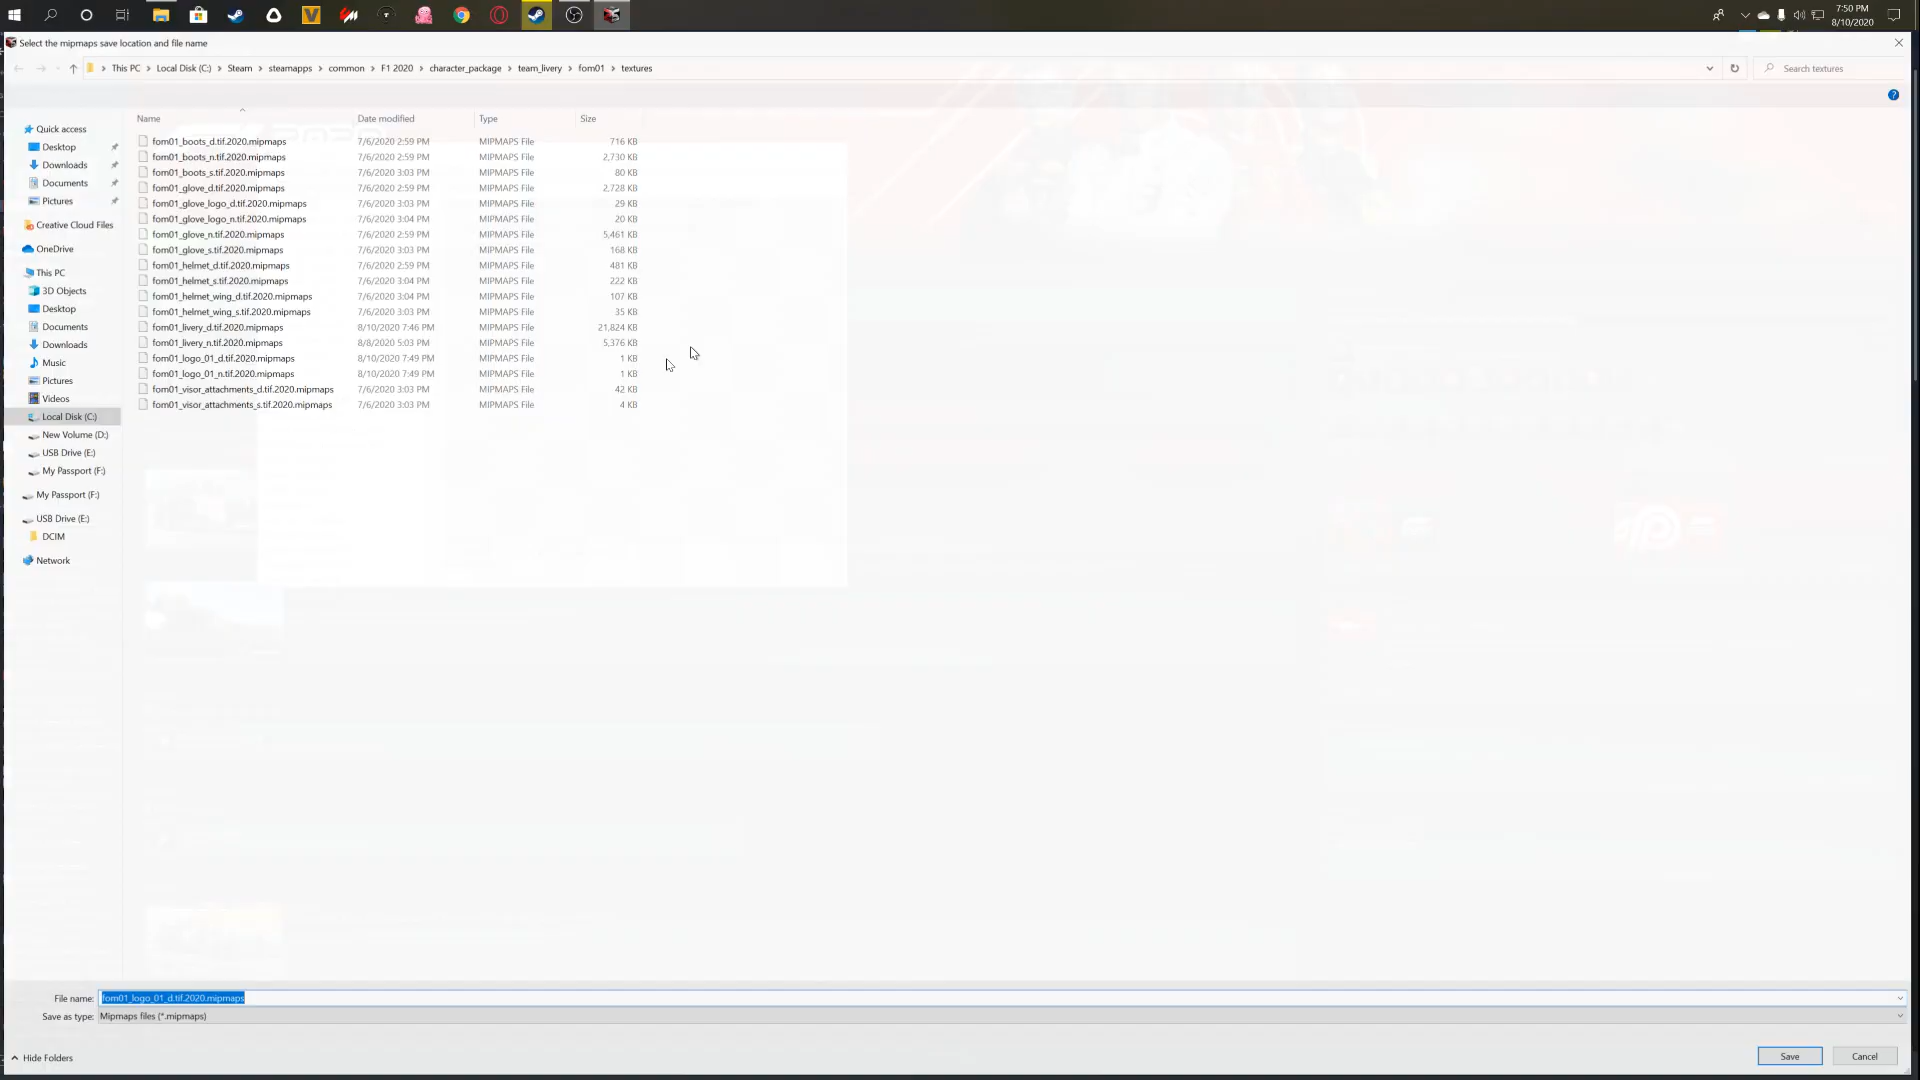 7:50 PM
8/10/2020
Select the mipmaps save location and file name
This PC > Local Disk (C:) > Steam > steamapps > common > F1 2020 > character_package > team_livery > fom01 > textures
Search textures
Name Date modified Type Size
Quick access
Desktop
Downloads
Documents
Pictures
Creative Cloud Files
OneDrive
This PC
3D Objects
Desktop
Documents
Downloads
Music
Pictures
Videos
Local Disk (C:)
New Volume (D:)
USB Drive (E:)
My Passport (F:)
My Passport (F:)
USB Drive (E:)
DCIM
Network
fom01_boots_d.tif.2020.mipmaps 7/6/2020 2:59 PM MIPMAPS File 716 KB
fom01_boots_n.tif.2020.mipmaps 7/6/2020 2:59 PM MIPMAPS File 2,730 KB
fom01_boots_s.tif.2020.mipmaps 7/6/2020 3:03 PM MIPMAPS File 80 KB
fom01_glove_d.tif.2020.mipmaps 7/6/2020 2:59 PM MIPMAPS File 2,728 KB
fom01_glove_logo_d.tif.2020.mipmaps 7/6/2020 3:03 PM MIPMAPS File 29 KB
fom01_glove_logo_n.tif.2020.mipmaps 7/6/2020 3:04 PM MIPMAPS File 20 KB
fom01_glove_n.tif.2020.mipmaps 7/6/2020 2:59 PM MIPMAPS File 5,461 KB
fom01_glove_s.tif.2020.mipmaps 7/6/2020 3:03 PM MIPMAPS File 168 KB
fom01_helmet_d.tif.2020.mipmaps 7/6/2020 2:59 PM MIPMAPS File 481 KB
fom01_helmet_s.tif.2020.mipmaps 7/6/2020 3:04 PM MIPMAPS File 222 KB
fom01_helmet_wing_d.tif.2020.mipmaps 7/6/2020 3:04 PM MIPMAPS File 107 KB
fom01_helmet_wing_s.tif.2020.mipmaps 7/6/2020 3:03 PM MIPMAPS File 35 KB
fom01_livery_d.tif.2020.mipmaps 8/10/2020 7:46 PM MIPMAPS File 21,824 KB
fom01_livery_n.tif.2020.mipmaps 8/8/2020 5:03 PM MIPMAPS File 5,376 KB
fom01_logo_01_d.tif.2020.mipmaps 8/10/2020 7:49 PM MIPMAPS File 1 KB
fom01_logo_01_n.tif.2020.mipmaps 8/10/2020 7:49 PM MIPMAPS File 1 KB
fom01_visor_attachments_d.tif.2020.mipmaps 7/6/2020 3:03 PM MIPMAPS File 42 KB
fom01_visor_attachments_s.tif.2020.mipmaps 7/6/2020 3:03 PM MIPMAPS File 4 KB
File name: fom01_logo_01_d.tif.2020.mipmaps
Save as type: Mipmaps files (*.mipmaps)
Hide Folders
Save
Cancel